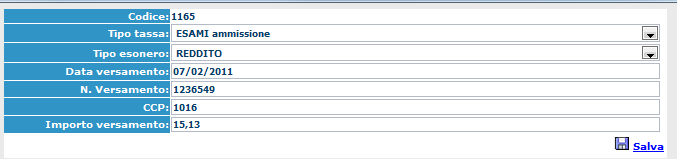 Codice: 1165
Tipo tassa: ESAMI ammissione
Tipo esonero: REDDITO
Data versamento: 07/02/2011
N. Versamento: 1236549
CCP: 1016
Importo versamento: 15,13
Salva